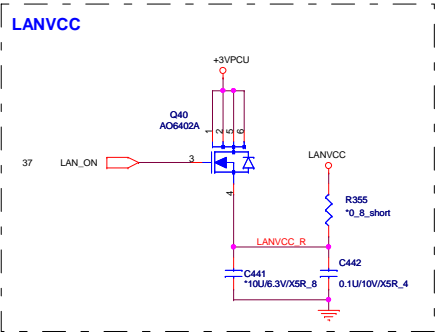 LANVCC
+3VPCU
Q40
AO6402A
1
2
5
6
37
LAN_ON
3
4
LANVCC
R355
*0_8_short
LANVCC_R
C441
*10U/6.3V/X5R_8
C442
0.1U/10V/X5R_4